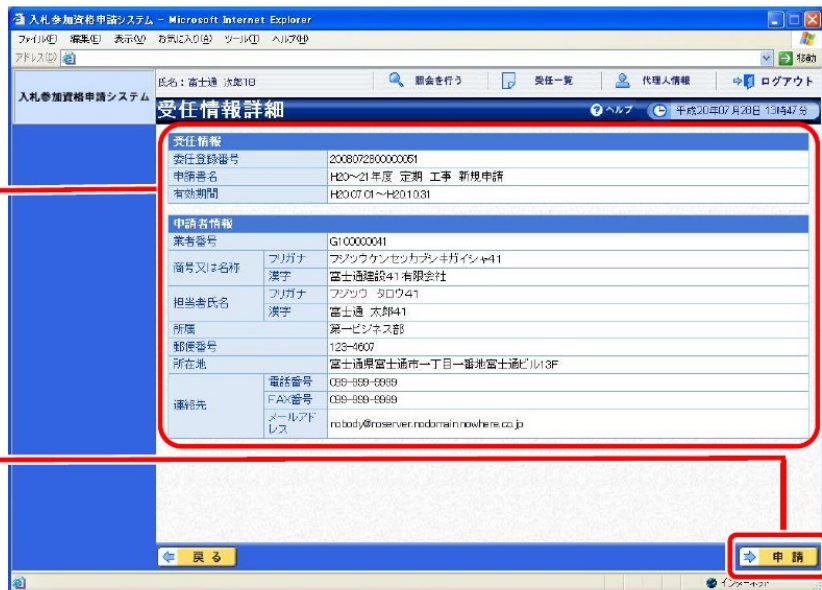 入札参加資格申請システム - Microsoft Internet Explorer
ファイル(F) 編集(E) 表示(V) お気に入り(A) ツール(T) ヘルプ(H)
アドレス(D) 移動
入札参加資格申請システム
氏名：富士通 次郎18 照会を行う 受任一覧 代理人情報 ログアウト
受任情報詳細 ヘルプ 平成20年07月28日 13時47分
受任情報
委任登録番号 2008072800000051
申請書名 H20～21年度 定期 工事 新規申請
有効期間 H20.07.01～H20.10.31
申請者情報
業者番号 G100000041
商号又は名称 フリガナ フジツウケンセツカブシキガイシャ41
漢字 富士通建設41有限会社
担当者氏名 フリガナ フジツウ タロウ41
漢字 富士通 太郎41
所属 第一ビジネス部
郵便番号 123-4607
所在地 富士通県富士通市一丁目一番地富士通ビル13F
連絡先 電話番号 099-999-9999
FAX番号 099-999-9999
メールアドレス nobody@noserver.nodomain.nowhere.co.jp
戻る 申請
インターネット